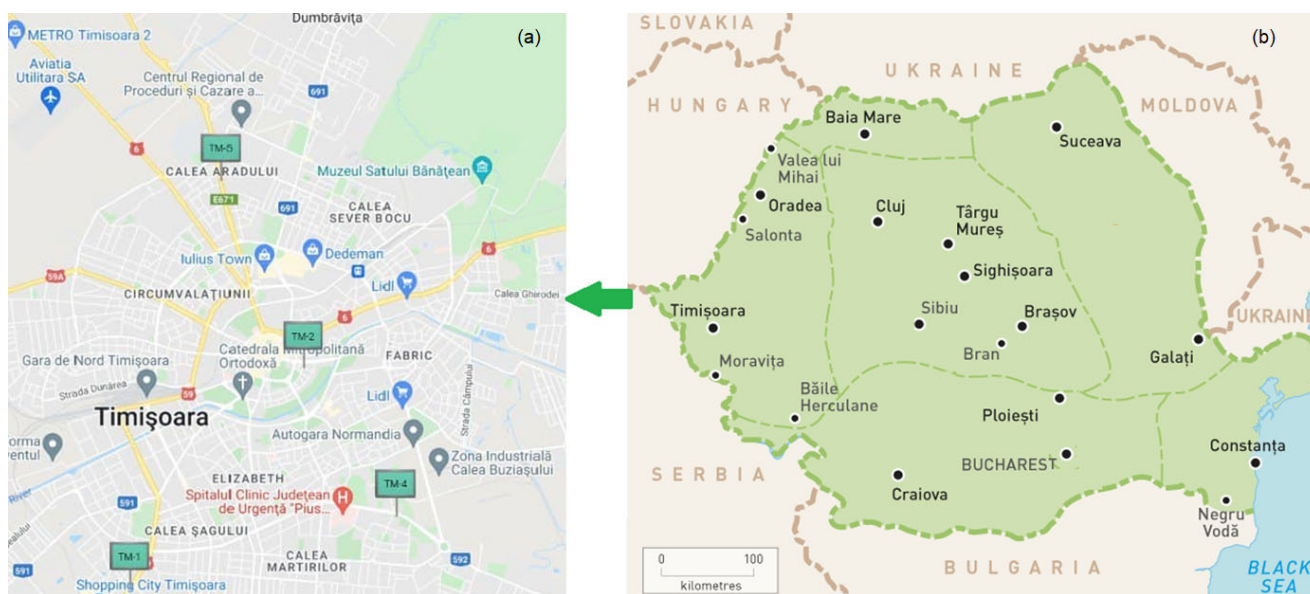 Dumbrăvița
METRO Timisoara 2
(a)
Aviatia
Utilitara SA
Centrul Regional de
Proceduri și Cazare a...
691
6
TM-5
CALEA ARADULUI
Muzeul Satului Bănățean
E671
691
CALEA
SEVER BOCU
6
Iulius Town
Dedeman
59A
Lidl
CIRCUMVALAȚIUNII
Calea Ghirodei
6
TM-2
Gara de Nord Timișoara
Catedrala Mitropolitană
Ortodoxă
FABRIC
Strada Dunărea
59
Lidl
Strada Câmpului
Timișoara
Autogara Normandia
Zona Industrială
Calea Buziașului
ELIZABETH
Spitalul Clinic Județean
de Urgență "Pius...
TM-4
591
CALEA ȘAGULUI
TM-1
CALEA
MARTIRILOR
592
591
Shopping City Timișoara
SLOVAKIA
(b)
UKRAINE
HUNGARY
MOLDOVA
Baia Mare
Suceava
Valea lui
Mihai
Oradea
Cluj
Târgu
Mureș
Salonta
Sighișoara
Timișoara
Sibiu
Brașov
UKRAINE
Bran
Galați
Moravița
Băile
Herculane
Ploiești
Constanța
BUCHAREST
SERBIA
Craiova
Negru
Vodă
0 100
kilometres
BULGARIA
BLACK
SEA